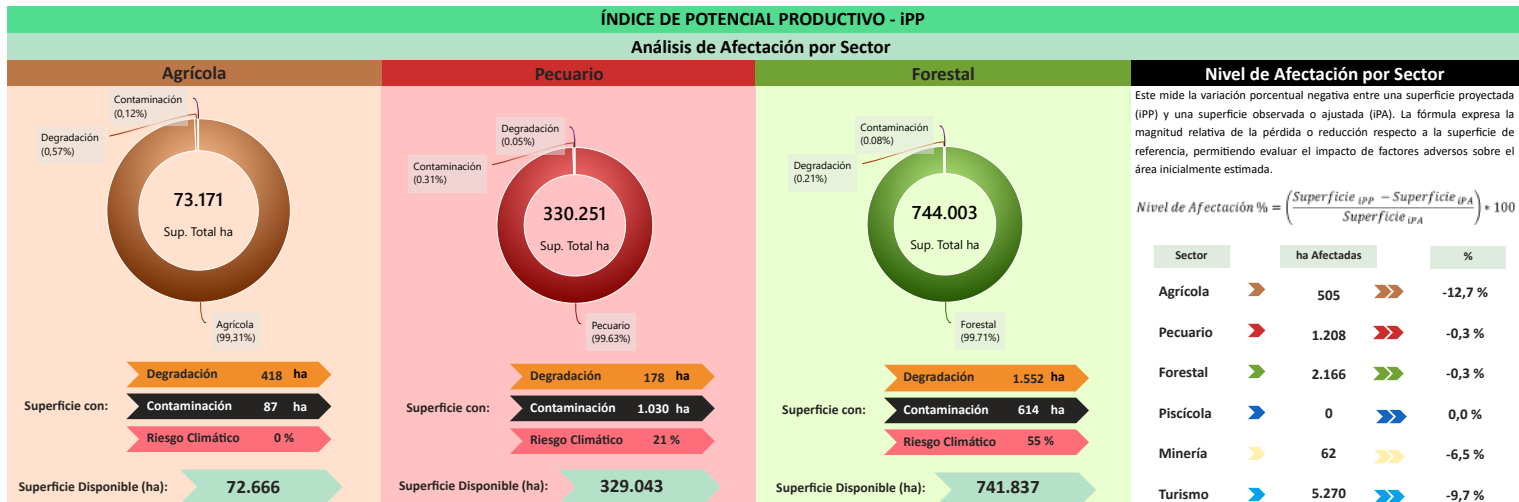 ÍNDICE DE POTENCIAL PRODUCTIVO - iPP
Análisis de Afectación por Sector
Agrícola
Contaminación
(0,12%)
Degradación
(0,57%)
73.171
Sup. Total ha
Agrícola
(99,31%)
Superficie con:
Degradación 418 ha
Contaminación 87 ha
Riesgo Climático 0 %
Superficie Disponible (ha): 72.666
Pecuario
Degradación
(0.05%)
Contaminación
(0.31%)
330.251
Sup. Total ha
Pecuario
(99.63%)
Superficie con:
Degradación 178 ha
Contaminación 1.030 ha
Riesgo Climático 21 %
Superficie Disponible (ha): 329.043
Forestal
Contaminación
(0.08%)
Degradación
(0.21%)
744.003
Sup. Total ha
Forestal
(99.71%)
Superficie con:
Degradación 1.552 ha
Contaminación 614 ha
Riesgo Climático 55 %
Superficie Disponible (ha): 741.837
Nivel de Afectación por Sector
Este mide la variación porcentual negativa entre una superficie proyectada
(iPP) y una superficie observada o ajustada (iPA). La fórmula expresa la
magnitud relativa de la pérdida o reducción respecto a la superficie de
referencia, permitiendo evaluar el impacto de factores adversos sobre el
área inicialmente estimada.
Nivel de Afectación % = ((Superficie iPP − Superficie iPA) / Superficie iPA) * 100
Sector ha Afectadas %
Agrícola 505 -12,7 %
Pecuario 1.208 -0,3 %
Forestal 2.166 -0,3 %
Piscícola 0 0,0 %
Minería 62 -6,5 %
Turismo 5.270 -9,7 %